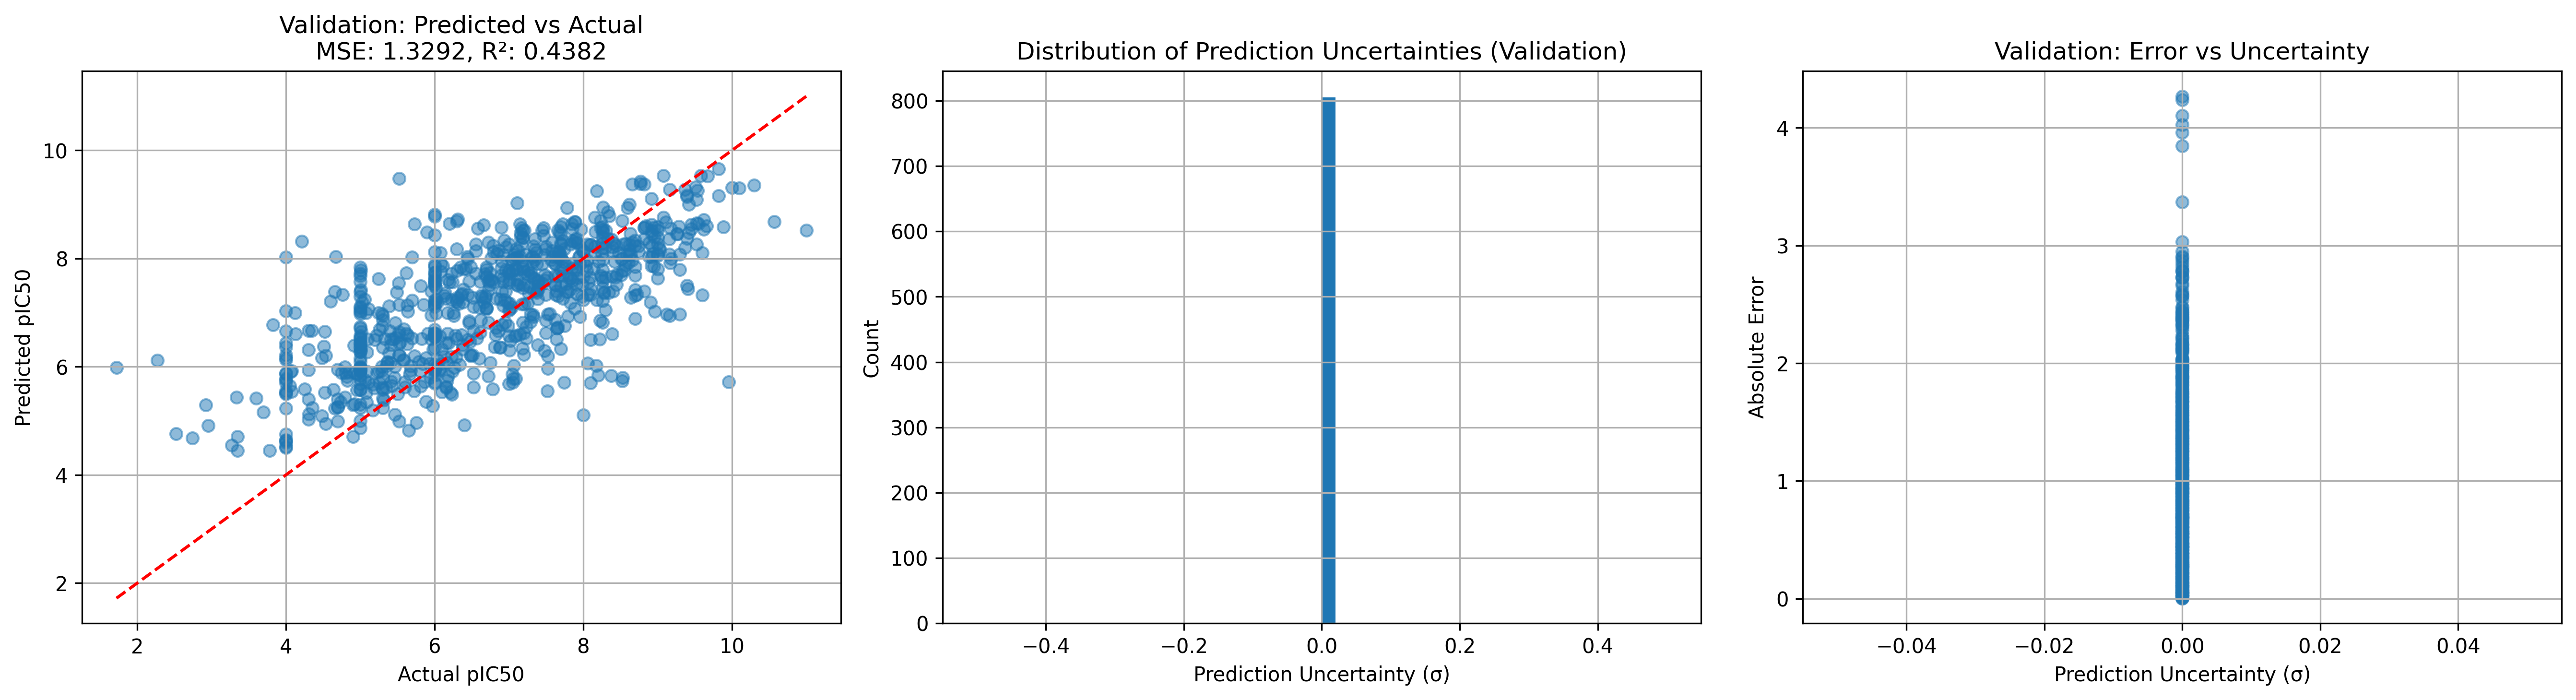 Validation: Predicted vs Actual
MSE: 1.3292, R²: 0.4382
Predicted pIC50
10
8
6
4
2
2 4 6 8 10
Actual pIC50
Distribution of Prediction Uncertainties (Validation)
Count
800
700
600
500
400
300
200
100
0
−0.4 −0.2 0.0 0.2 0.4
Prediction Uncertainty (σ)
Validation: Error vs Uncertainty
Absolute Error
4
3
2
1
0
−0.04 −0.02 0.00 0.02 0.04
Prediction Uncertainty (σ)